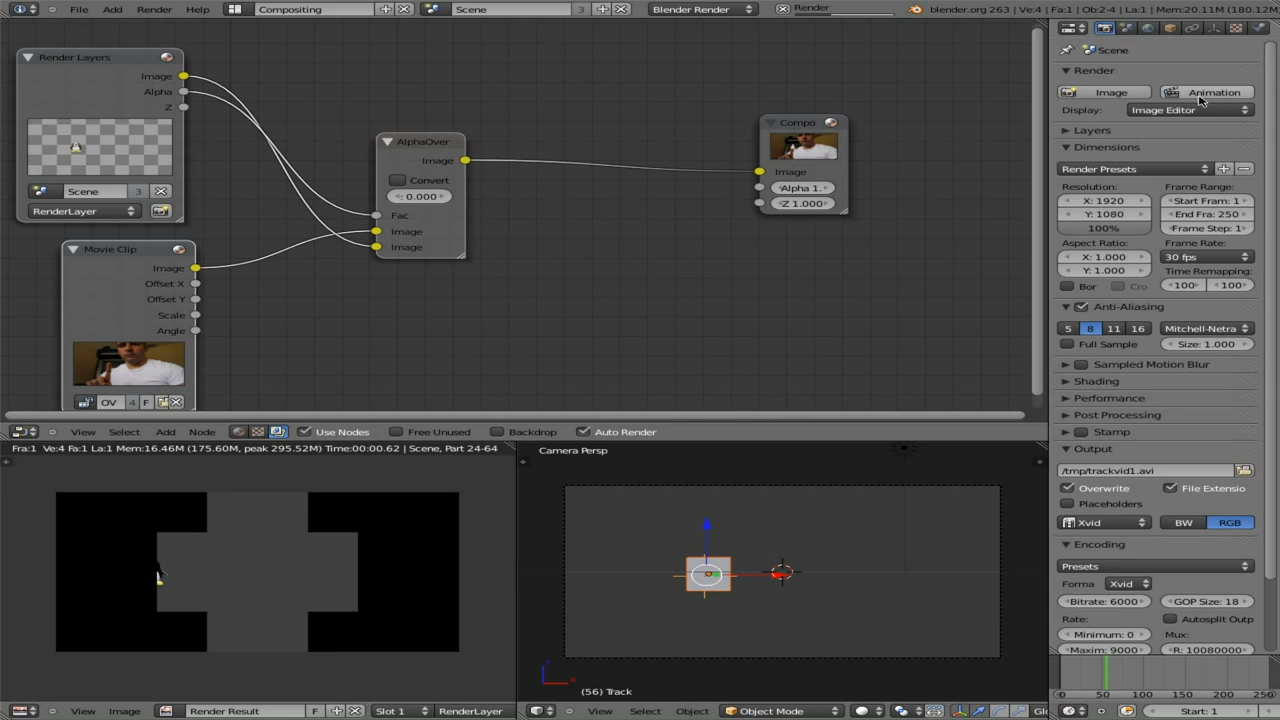 File Add Render Help Compositing Scene 3 Blender Render Render blender.org 263 | Ve:4 | Fa:1 | Ob:2-4 | La:1 | Mem:20.11M (180.12M
Render Layers
Image
Alpha
Z
Scene 3
RenderLayer
AlphaOver
Image
Convert
: 0.000
Fac
Image
Image
Compo
Image
Alpha 1.
Z 1.000
Movie Clip
Image
Offset X
Offset Y
Scale
Angle
OV 4 F
View Select Add Node Use Nodes Free Unused Backdrop Auto Render
Fra:1 Ve:4 Fa:1 La:1 Mem:16.46M (175.60M, peak 295.52M) Time:00:00.62 | Scene, Part 24-64
View Image Render Result F Slot 1 RenderLayer
Camera Persp
(56) Track
View Select Object Object Mode Gl
Scene
Render
Image Animation
Display: Image Editor
Layers
Dimensions
Render Presets
Resolution: Frame Range:
X: 1920 Start Fram: 1
Y: 1080 End Fra: 250
100% Frame Step: 1
Aspect Ratio: Frame Rate:
X: 1.000 30 fps
Y: 1.000 Time Remapping:
Bor Cro 100 100
Anti-Aliasing
5 8 11 16 Mitchell-Netra
Full Sample Size: 1.000
Sampled Motion Blur
Shading
Performance
Post Processing
Stamp
Output
/tmp/trackvid1.avi
Overwrite File Extensio
Placeholders
Xvid BW RGB
Encoding
Presets
Forma Xvid
Bitrate: 6000 GOP Size: 18
Rate: Autosplit Outp
Minimum: 0 Mux:
Maxim: 9000 R: 10080000
0 50 100 150 200 250
Start: 1